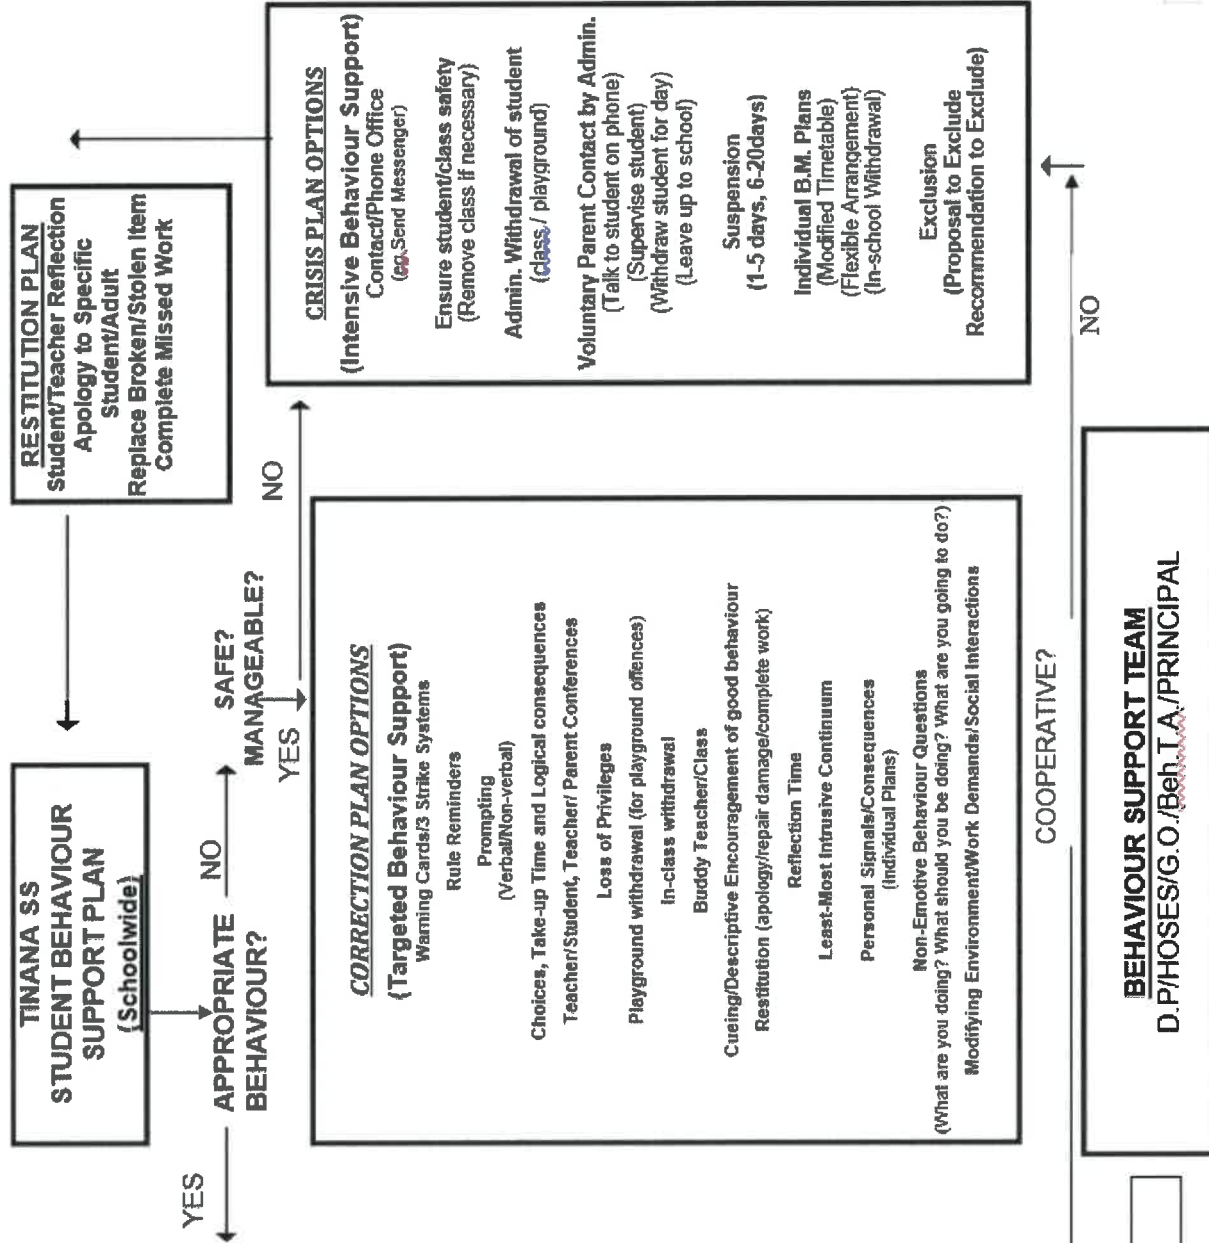 TINANA SS
STUDENT BEHAVIOUR
SUPPORT PLAN
(Schoolwide)
RESTITUTION PLAN
Student/Teacher Reflection
Apology to Specific
Student/Adult
Replace Broken/Stolen Item
Complete Missed Work
YES
APPROPRIATE
BEHAVIOUR?
NO
SAFE?
MANAGEABLE?
YES
NO
CORRECTION PLAN OPTIONS
(Targeted Behaviour Support)
Warning Cards/3 Strike Systems
Rule Reminders
Prompting
(Verbal/Non-verbal)
Choices, Take-up Time and Logical consequences
Teacher/Student, Teacher/ Parent Conferences
Loss of Privileges
Playground withdrawal (for playground offences)
In-class withdrawal
Buddy Teacher/Class
Cueing/Descriptive Encouragement of good behaviour
Restitution (apology/repair damage/complete work)
Reflection Time
Least-Most Intrusive Continuum
Personal Signals/Consequences
(Individual Plans)
Non-Emotive Behaviour Questions
(What are you doing? What should you be doing? What are you going to do?)
Modifying Environment/Work Demands/Social Interactions
CRISIS PLAN OPTIONS
(Intensive Behaviour Support)
Contact/Phone Office
(eg.Send Messenger)
Ensure student/class safety
(Remove class if necessary)
Admin. Withdrawal of student
(class / playground)
Voluntary Parent Contact by Admin.
(Talk to student on phone)
(Supervise student)
(Withdraw student for day)
(Leave up to school)
Suspension
(1-5 days, 6-20days)
Individual B.M. Plans
(Modified Timetable)
(Flexible Arrangement)
(In-school Withdrawal)
Exclusion
(Proposal to Exclude
Recommendation to Exclude)
COOPERATIVE?
NO
BEHAVIOUR SUPPORT TEAM
D.P/HOSES/G.O./Beh.T.A./PRINCIPAL